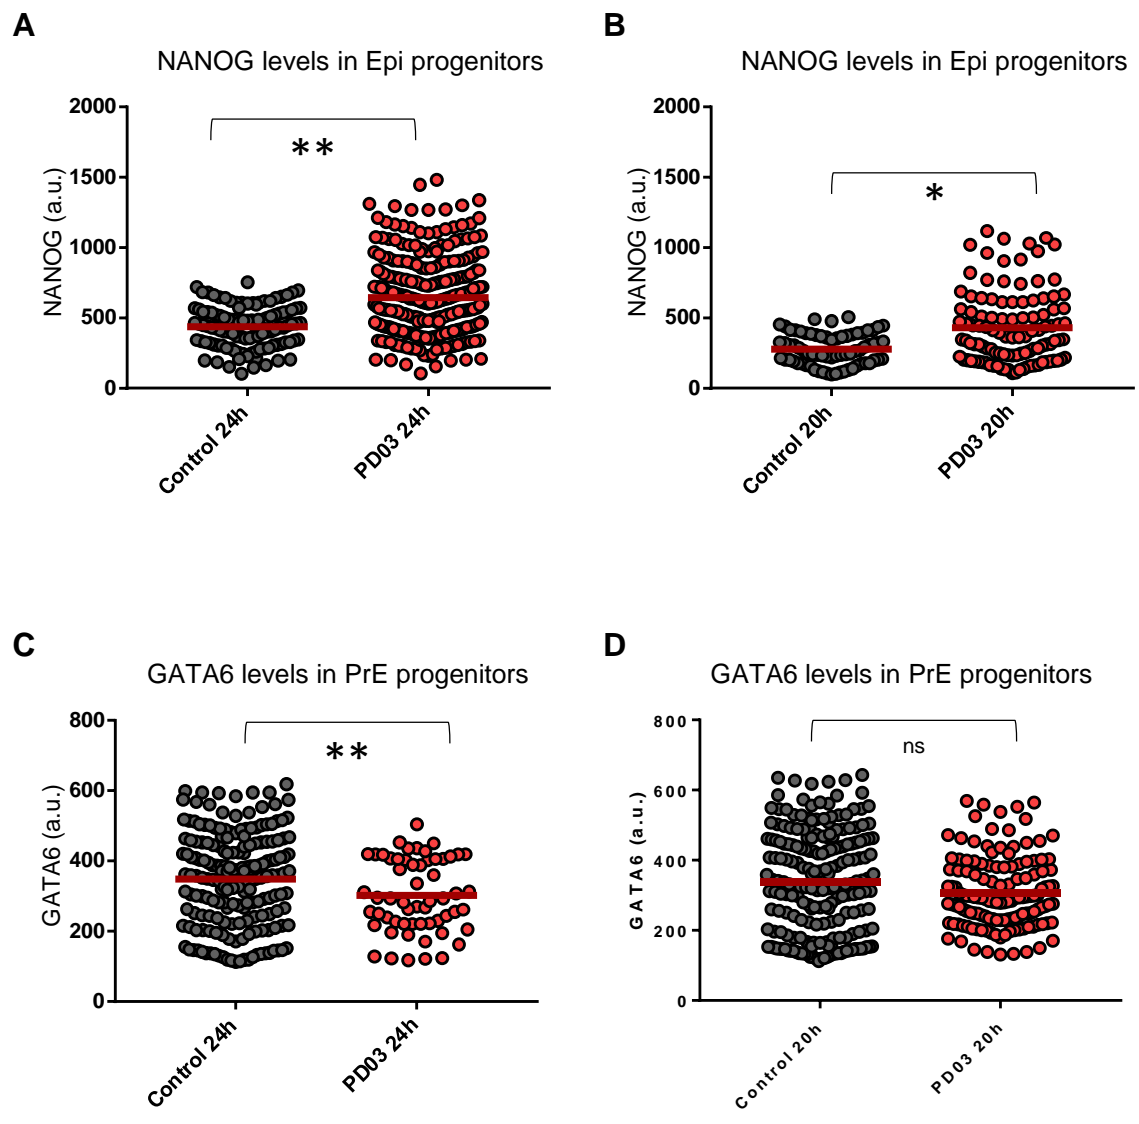 A
NANOG levels in Epi progenitors
2000
1500
1000
500
0
NANOG (a.u.)
**
Control 24h
PD03 24h
B
NANOG levels in Epi progenitors
2000
1500
1000
500
0
NANOG (a.u.)
*
Control 20h
PD03 20h
C
GATA6 levels in PrE progenitors
800
600
400
200
0
GATA6 (a.u.)
**
Control 24h
PD03 24h
D
GATA6 levels in PrE progenitors
800
600
400
200
0
GATA6 (a.u.)
ns
Control 20h
PD03 20h